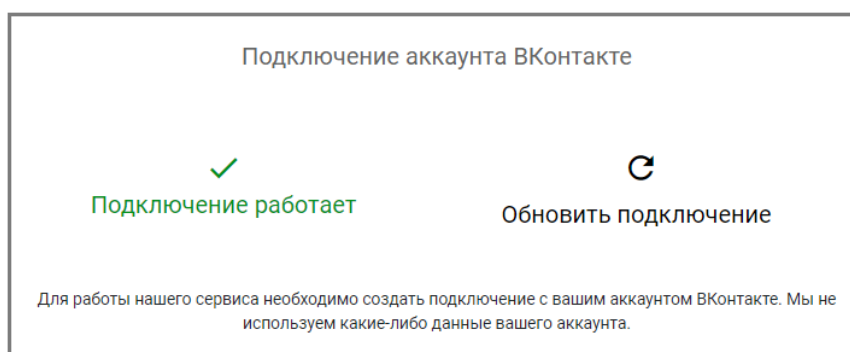 Подключение аккаунта ВКонтакте
Подключение работает
Обновить подключение
Для работы нашего сервиса необходимо создать подключение с вашим аккаунтом ВКонтакте. Мы не
используем какие-либо данные вашего аккаунта.